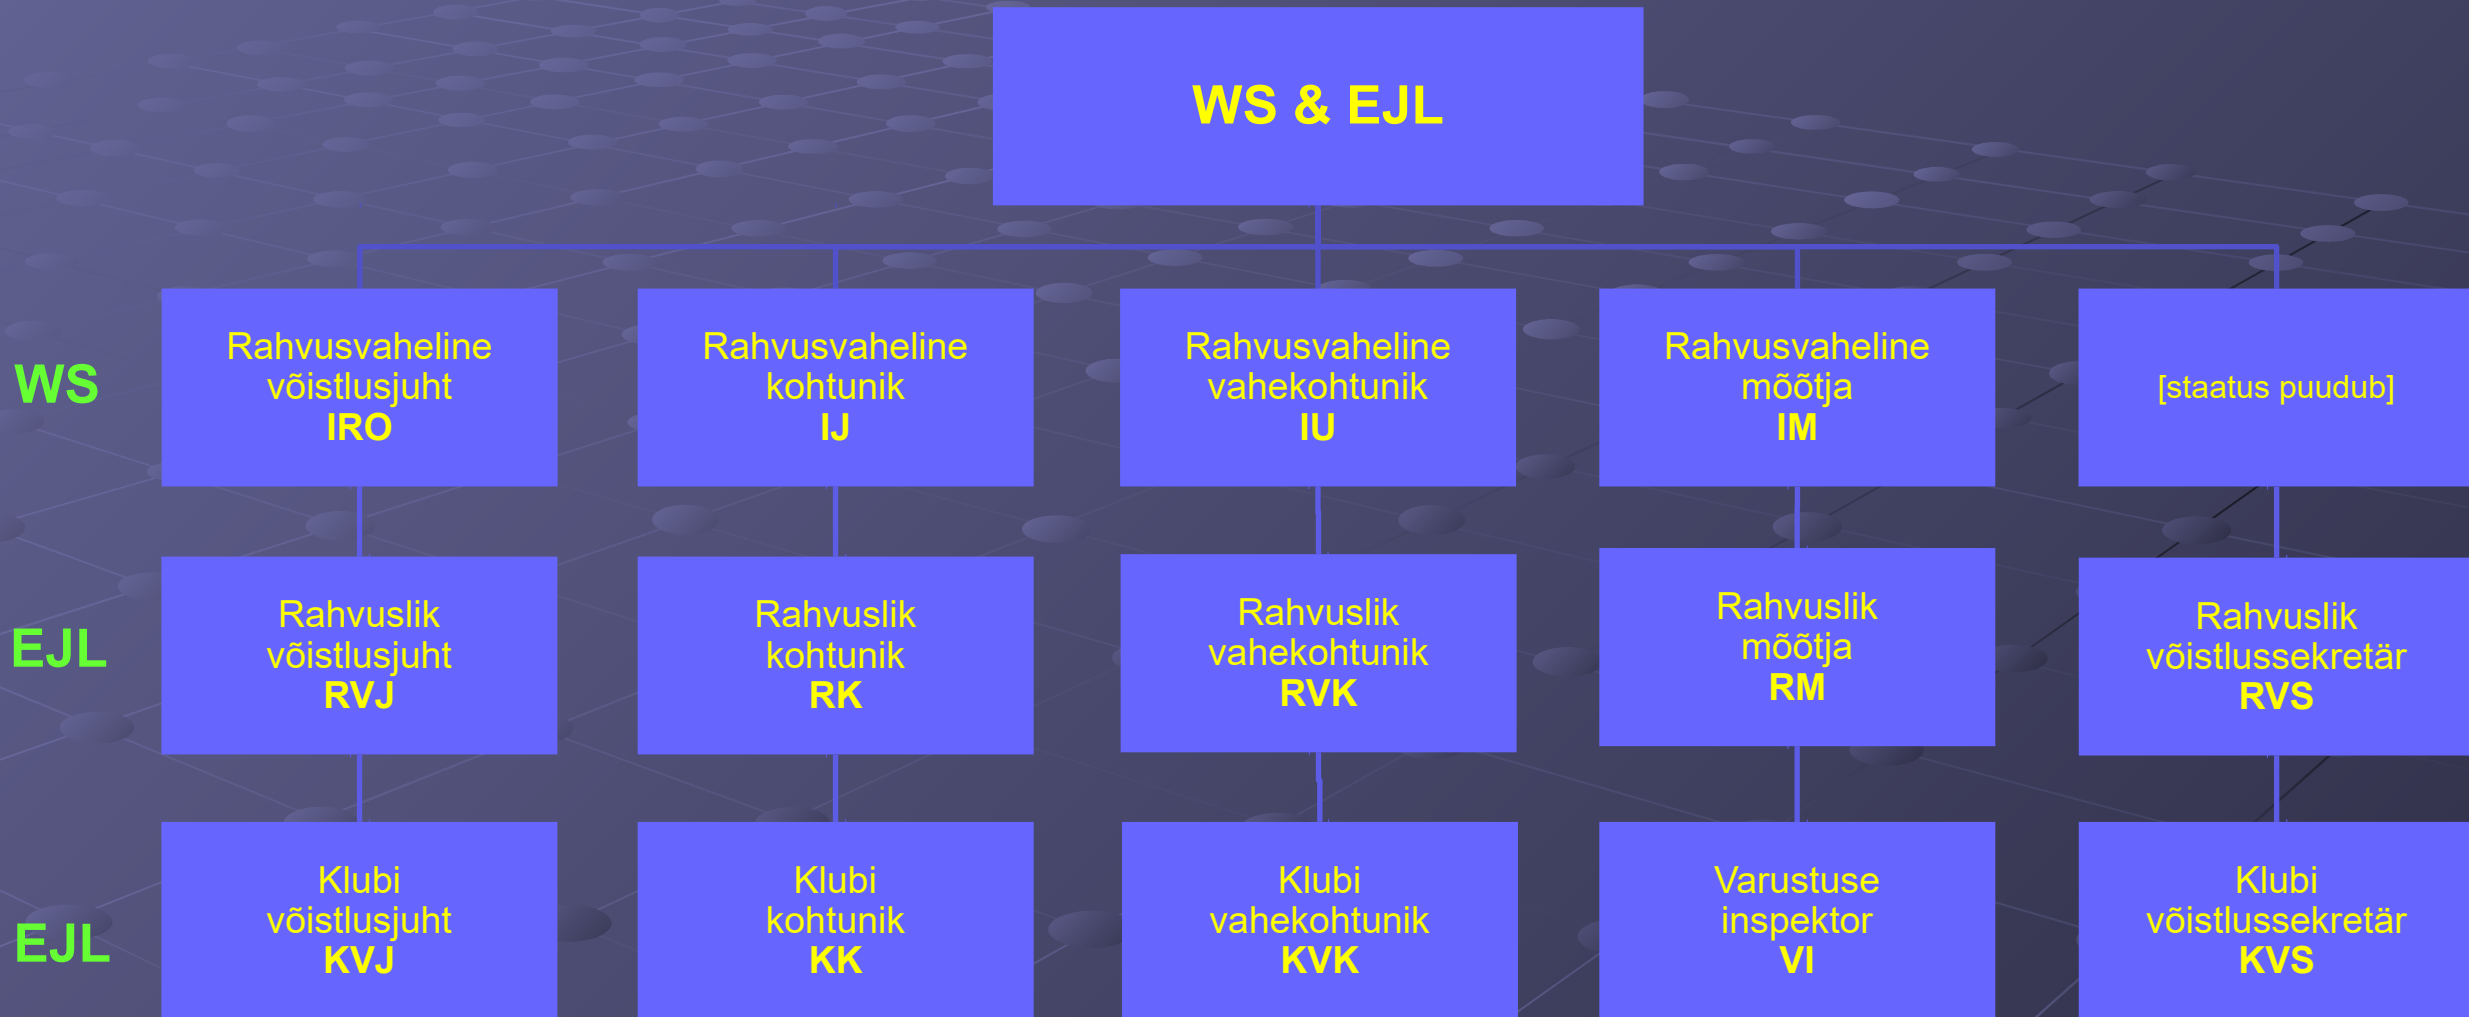 WS & EJL
WS
Rahvusvaheline
võistlusjuht
IRO
Rahvusvaheline
kohtunik
IJ
Rahvusvaheline
vahekohtunik
IU
Rahvusvaheline
mõõtja
IM
[staatus puudub]
EJL
Rahvuslik
võistlusjuht
RVJ
Rahvuslik
kohtunik
RK
Rahvuslik
vahekohtunik
RVK
Rahvuslik
mõõtja
RM
Rahvuslik
võistlussekretär
RVS
EJL
Klubi
võistlusjuht
KVJ
Klubi
kohtunik
KK
Klubi
vahekohtunik
KVK
Varustuse
inspektor
VI
Klubi
võistlussekretär
KVS